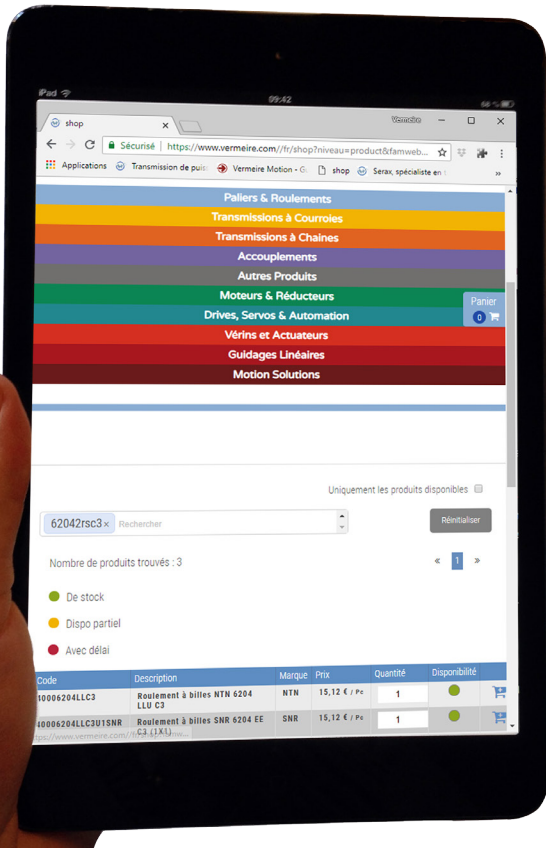 iPad
09:42
66 %
shop
Vermeire
Sécurisé | https://www.vermeire.com//fr/shop?niveau=product&famweb...
Applications
Transmission de puis
Vermeire Motion - G
shop
Serax, spécialiste en
»
Paliers & Roulements
Transmissions à Courroies
Transmissions à Chaines
Accouplements
Autres Produits
Moteurs & Réducteurs
Panier
0
Drives, Servos & Automation
Vérins et Actuateurs
Guidages Linéaires
Motion Solutions
Uniquement les produits disponibles
62042rsc3×
Rechercher
Réinitialiser
Nombre de produits trouvés : 3
« 1 »
De stock
Dispo partiel
Avec délai
Code Description Marque Prix Quantité Disponibilité
40006204LLC3 Roulement à billes NTN 6204 NTN 15,12 € / Pc 1
LLU C3
40006204LLC3U1SNR Roulement à billes SNR 6204 EE SNR 15,12 € / Pc 1
C3 (1X1)